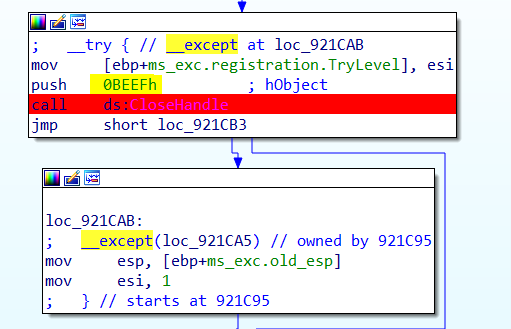 ;   __try { // __except at loc_921CAB
mov     [ebp+ms_exc.registration.TryLevel], esi
push    0BEEFh          ; hObject
call    ds:CloseHandle
jmp     short loc_921CB3
loc_921CAB:
;   __except(loc_921CA5) // owned by 921C95
mov     esp, [ebp+ms_exc.old_esp]
mov     esi, 1
;   } // starts at 921C95